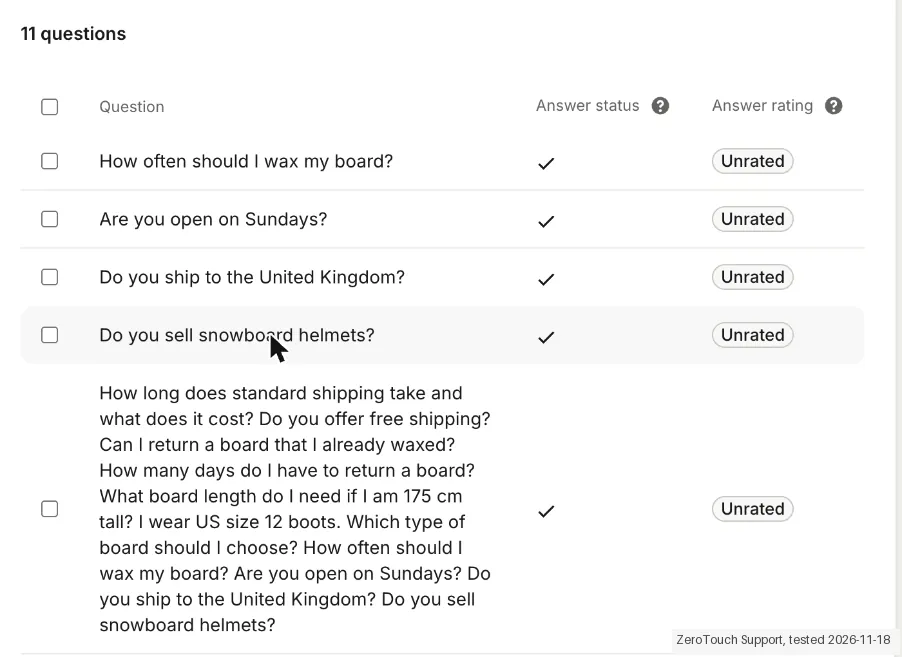 11 questions
Question Answer status ? Answer rating ?
How often should I wax my board? Unrated
Are you open on Sundays? Unrated
Do you ship to the United Kingdom? Unrated
Do you sell snowboard helmets? Unrated
How long does standard shipping take and
what does it cost? Do you offer free shipping?
Can I return a board that I already waxed?
How many days do I have to return a board?
What board length do I need if I am 175 cm
tall? I wear US size 12 boots. Which type of
board should I choose? How often should I
wax my board? Are you open on Sundays? Do
you ship to the United Kingdom? Do you sell
snowboard helmets?
Unrated
ZeroTouch Support, tested 2026-11-18